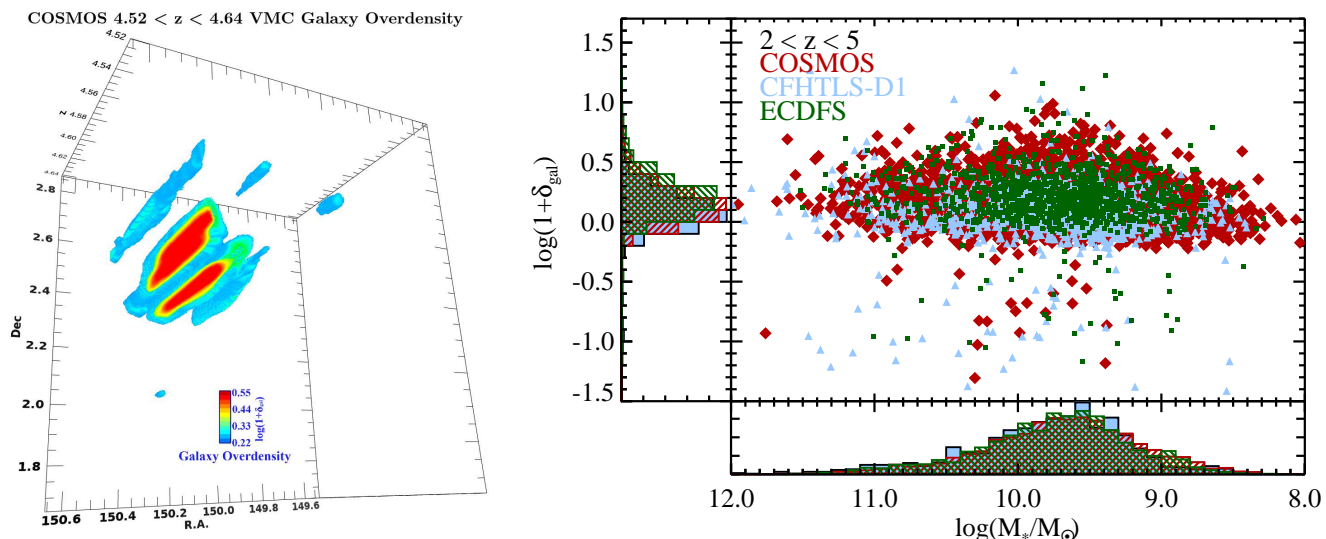 COSMOS 4.52 < z < 4.64 VMC Galaxy Overdensity
4.52
4.54
4.56
z 4.58
4.60
4.62
4.64
2.8
2.6
2.4
2.2
2.0
1.8
Dec
0.55
0.44
0.33
0.22
log(1+δgal)
Galaxy Overdensity
150.6 150.4 150.2 150.0 149.8 149.6
R.A.
1.5
1.0
0.5
0.0
-0.5
-1.0
-1.5
log(1+δgal)
2 < z < 5
COSMOS
CFHTLS-D1
ECDFS
12.0 11.0 10.0 9.0 8.0
log(M*/M☉)